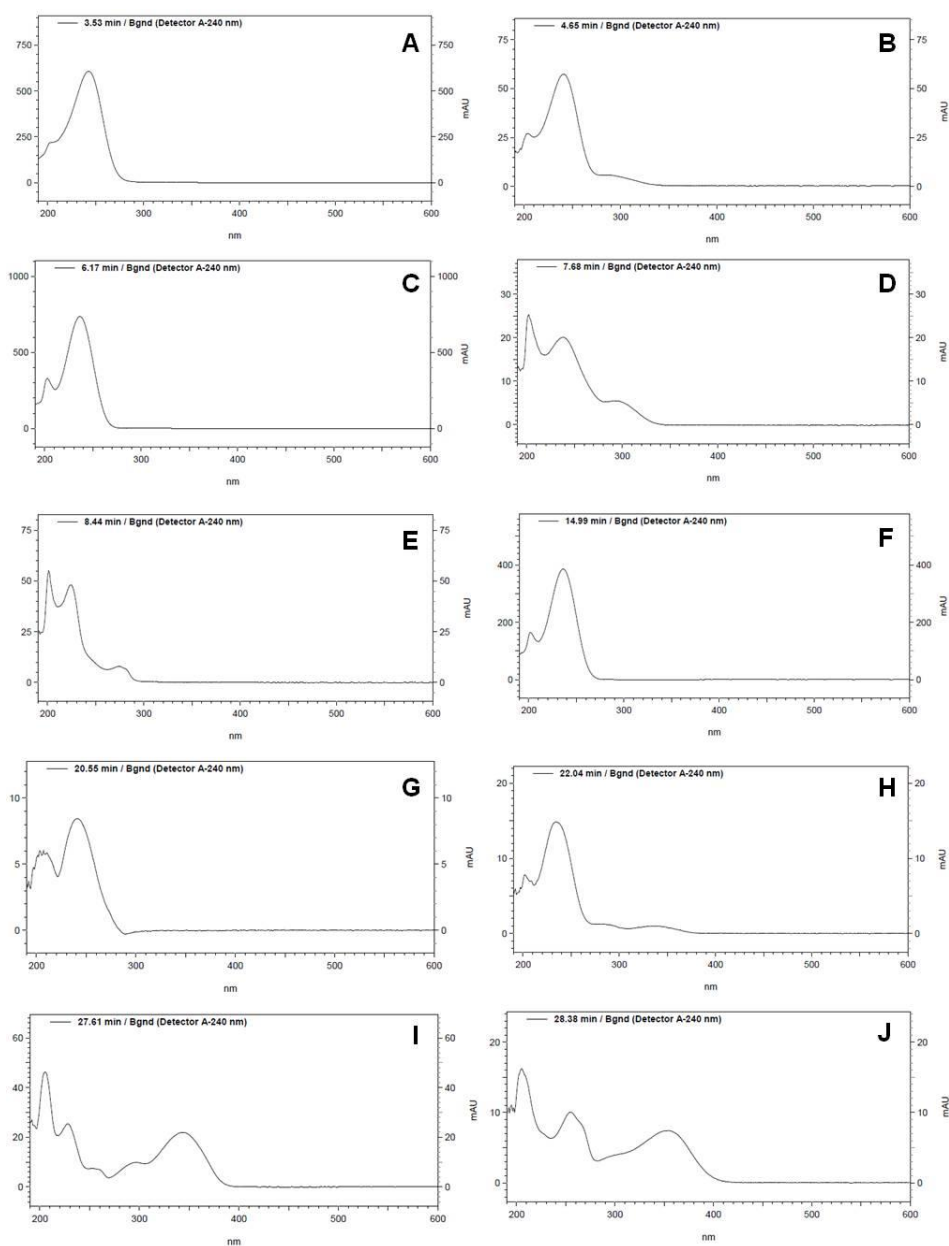 3.53 min / Bgnd (Detector A-240 nm)
A
750 750
500 500
250 250
0 0
mAU
200 300 400 500 600
nm
4.65 min / Bgnd (Detector A-240 nm)
B
75 75
50 50
25 25
0 0
mAU
200 300 400 500 600
nm
6.17 min / Bgnd (Detector A-240 nm)
C
1000 1000
500 500
0 0
mAU
200 300 400 500 600
nm
7.68 min / Bgnd (Detector A-240 nm)
D
30 30
20 20
10 10
0 0
mAU
200 300 400 500 600
nm
8.44 min / Bgnd (Detector A-240 nm)
E
75 75
50 50
25 25
0 0
mAU
200 300 400 500 600
nm
14.99 min / Bgnd (Detector A-240 nm)
F
400 400
200 200
0 0
mAU
200 300 400 500 600
nm
20.55 min / Bgnd (Detector A-240 nm)
G
10 10
5 5
0 0
mAU
200 300 400 500 600
nm
22.04 min / Bgnd (Detector A-240 nm)
H
20 20
10 10
0 0
mAU
200 300 400 500 600
nm
27.61 min / Bgnd (Detector A-240 nm)
I
60 60
40 40
20 20
0 0
mAU
200 300 400 500 600
nm
28.38 min / Bgnd (Detector A-240 nm)
J
20 20
10 10
0 0
mAU
200 300 400 500 600
nm